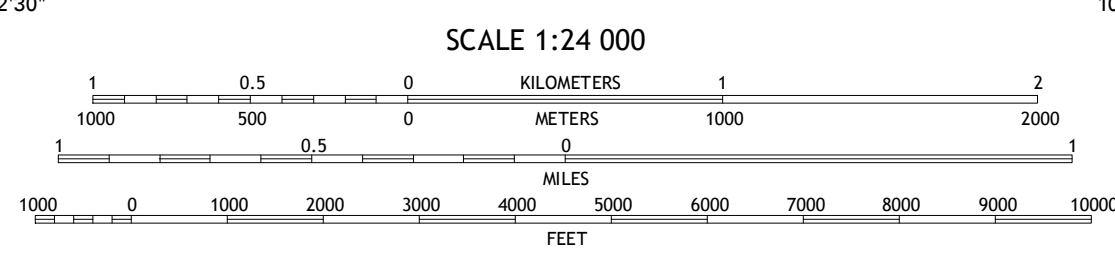 2'30"
10
SCALE 1:24 000
1 0.5 0 KILOMETERS 1 2
1000 500 0 METERS 1000 2000
1 0.5 0 1
MILES
1000 0 1000 2000 3000 4000 5000 6000 7000 8000 9000 10000
FEET